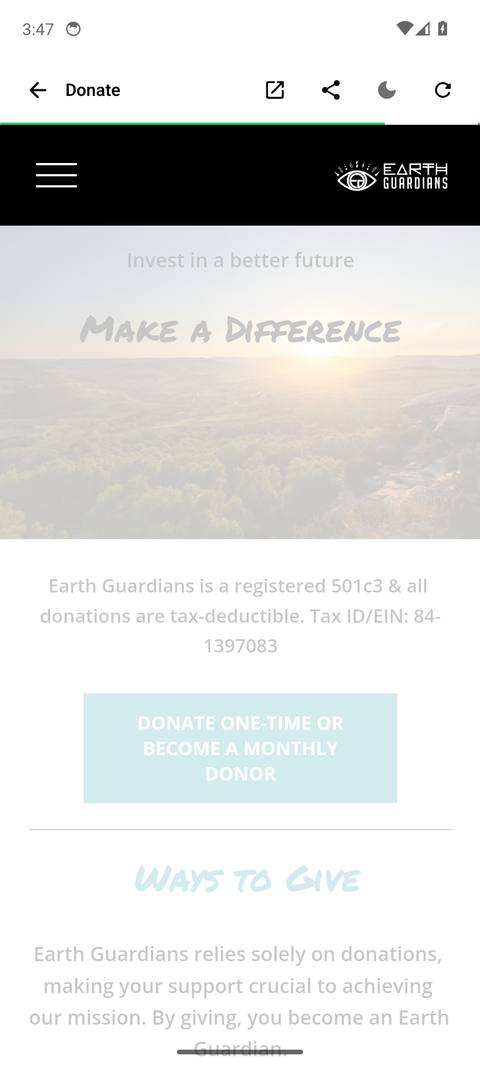 3:47
Donate
EARTH
GUARDIANS
Invest in a better future
Make a Difference
Earth Guardians is a registered 501c3 & all
donations are tax-deductible. Tax ID/EIN: 84-
1397083
DONATE ONE-TIME OR
BECOME A MONTHLY
DONOR
Ways to Give
Earth Guardians relies solely on donations,
making your support crucial to achieving
our mission. By giving, you become an Earth
Guardian.